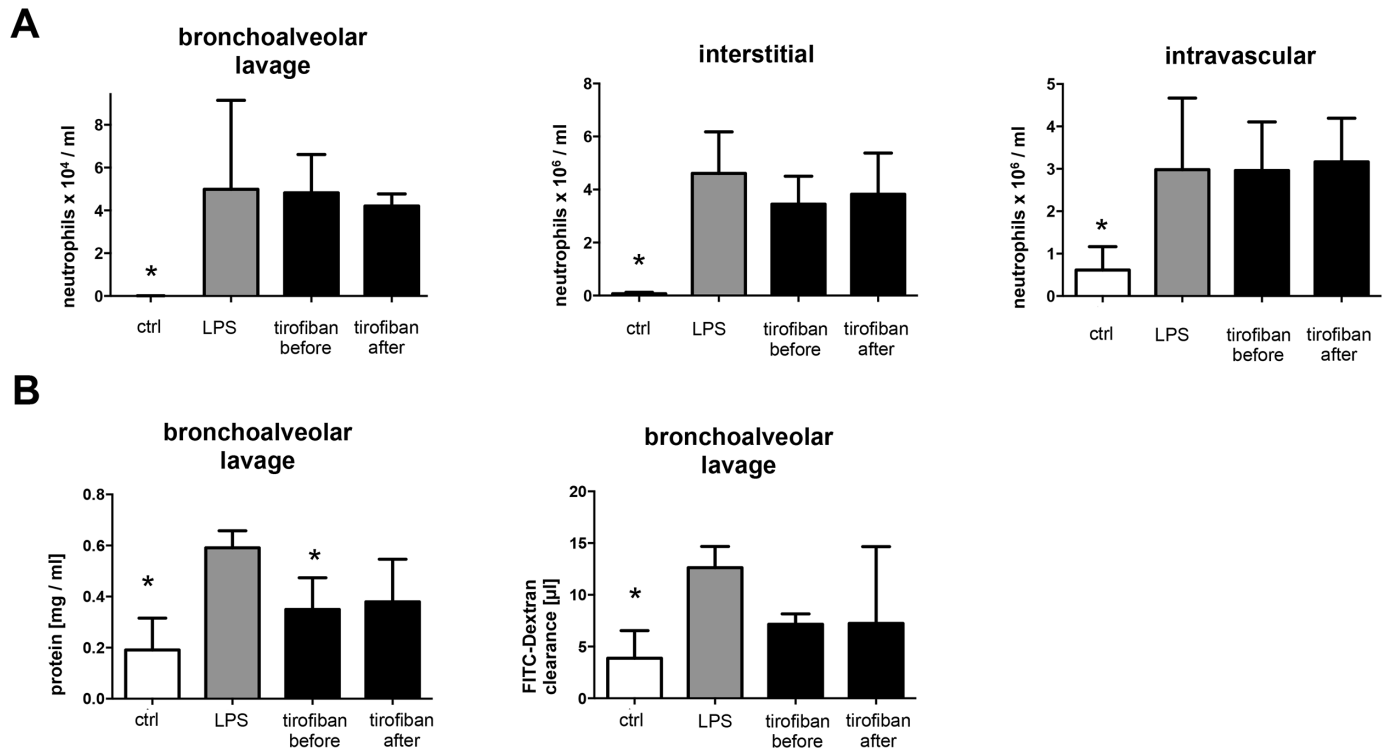 A
bronchoalveolar
lavage
neutrophils x 10⁴ / ml
8
6
4
2
0
*
ctrl
LPS
tirofiban
before
tirofiban
after
interstitial
neutrophils x 10⁶ / ml
8
6
4
2
0
*
ctrl
LPS
tirofiban
before
tirofiban
after
intravascular
neutrophils x 10⁶ / ml
5
4
3
2
1
0
*
ctrl
LPS
tirofiban
before
tirofiban
after
B
bronchoalveolar
lavage
protein [mg / ml]
0.8
0.6
0.4
0.2
0.0
*
*
ctrl
LPS
tirofiban
before
tirofiban
after
bronchoalveolar
lavage
FITC-Dextran
clearance [µl]
20
15
10
5
0
*
ctrl
LPS
tirofiban
before
tirofiban
after